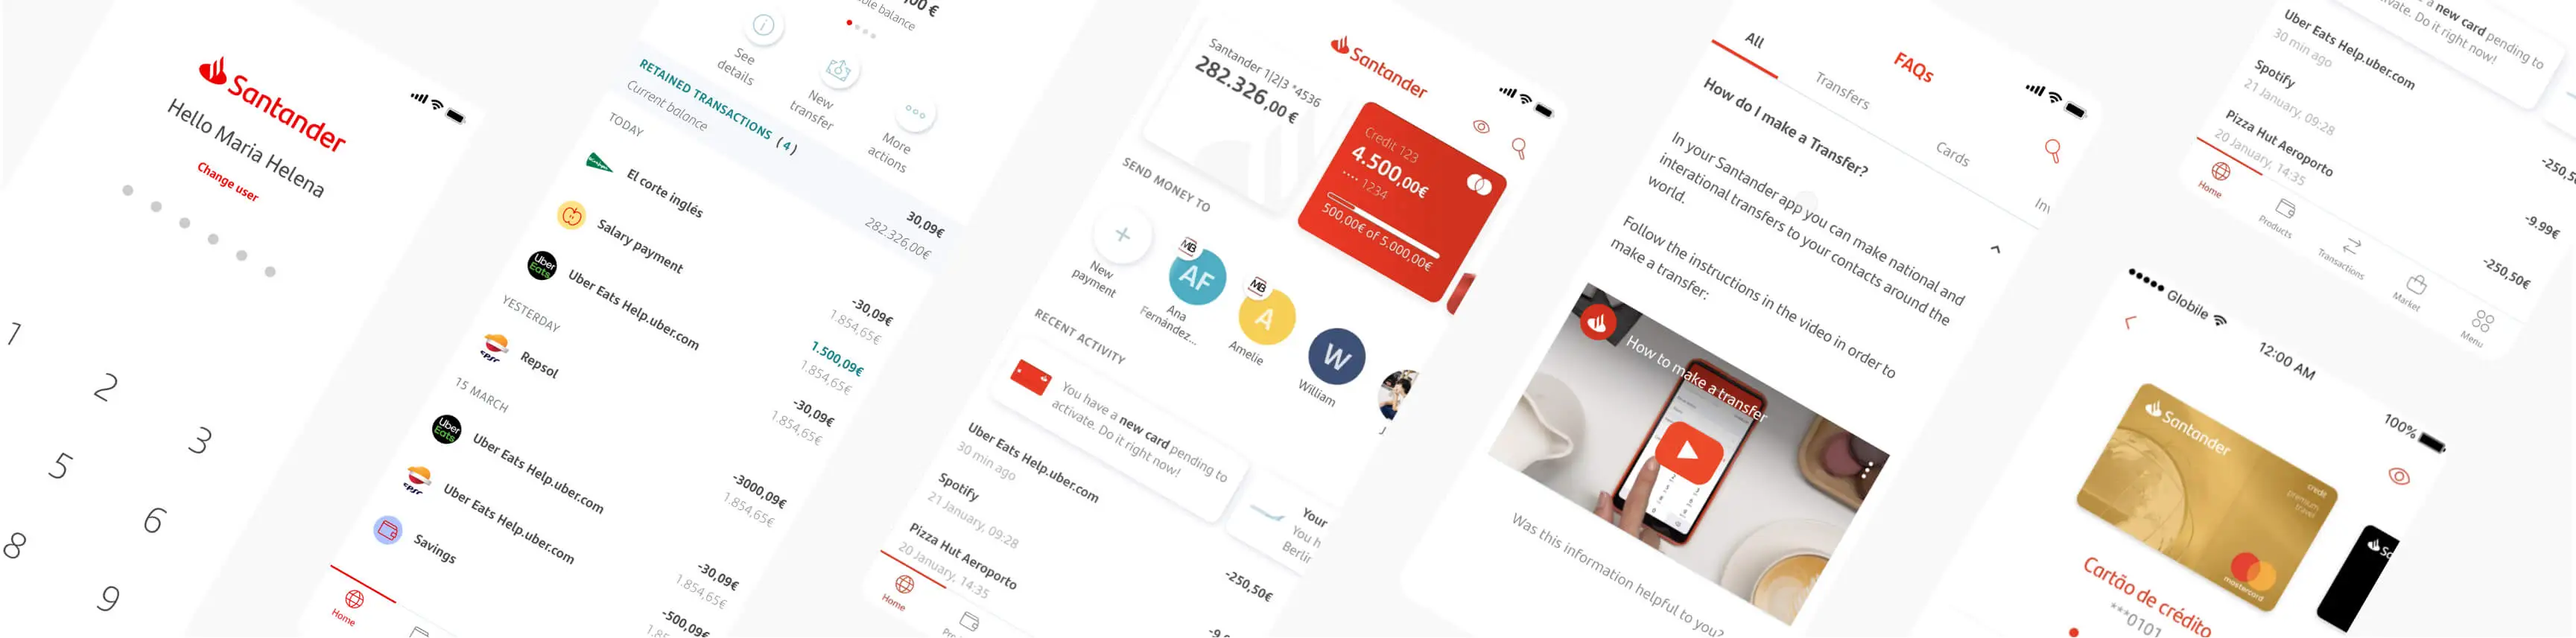 Santander
Hello Maria Helena
Change user
1
2
3
5
6
8
9
,00 €
balance
See
details
New
transfer
More
actions
RETAINED TRANSACTIONS (4)
Current balance
30,09€
282.326,00€
TODAY
El corte inglés
-30,09€
1.854,65€
Salary payment
1.500,09€
1.854,65€
Uber
Eats
Uber Eats Help.uber.com
-30,09€
1.854,65€
YESTERDAY
Repsol
-3000,09€
1.854,65€
15 MARCH
Uber
Eats
Uber Eats Help.uber.com
-30,09€
1.854,65€
Uber Eats Help.uber.com
-500,09€
Savings
Home
Santander
Santander 1|2|3 *4536
282.326,00 €
Credit 123
4.500,00€
•••• 1234
500,00€ of 5.000,00€
SEND MONEY TO
+
New
payment
AF
Ana
Fernández...
A
Amelie
W
William
J
RECENT ACTIVITY
You have a new card pending to
activate. Do it right now!
Your
You h
Berlin
Uber Eats Help.uber.com
30 min ago
-250,50€
Spotify
21 January, 09:28
Pizza Hut Aeroporto
20 January, 14:35
Home
FAQs
All
Transfers
Cards
How do I make a Transfer?
In your Santander app you can make national and
interational transfers to your contacts around the
world.
Follow the instructions in the video in order to
make a transfer:
How to make a transfer
Was this information helpful to you?
a new card pending to
Do it right now!
Uber Eats Help.uber.com
30 min ago
-250,5
Spotify
21 January, 09:28
-9.99€
Pizza Hut Aeroporto
20 January, 14:35
-250,50€
Home
Products
Transactions
Market
Menu
Globile
12:00 AM
100%
Santander
credit
premium
travel
mastercard
Cartão de crédito
***0101